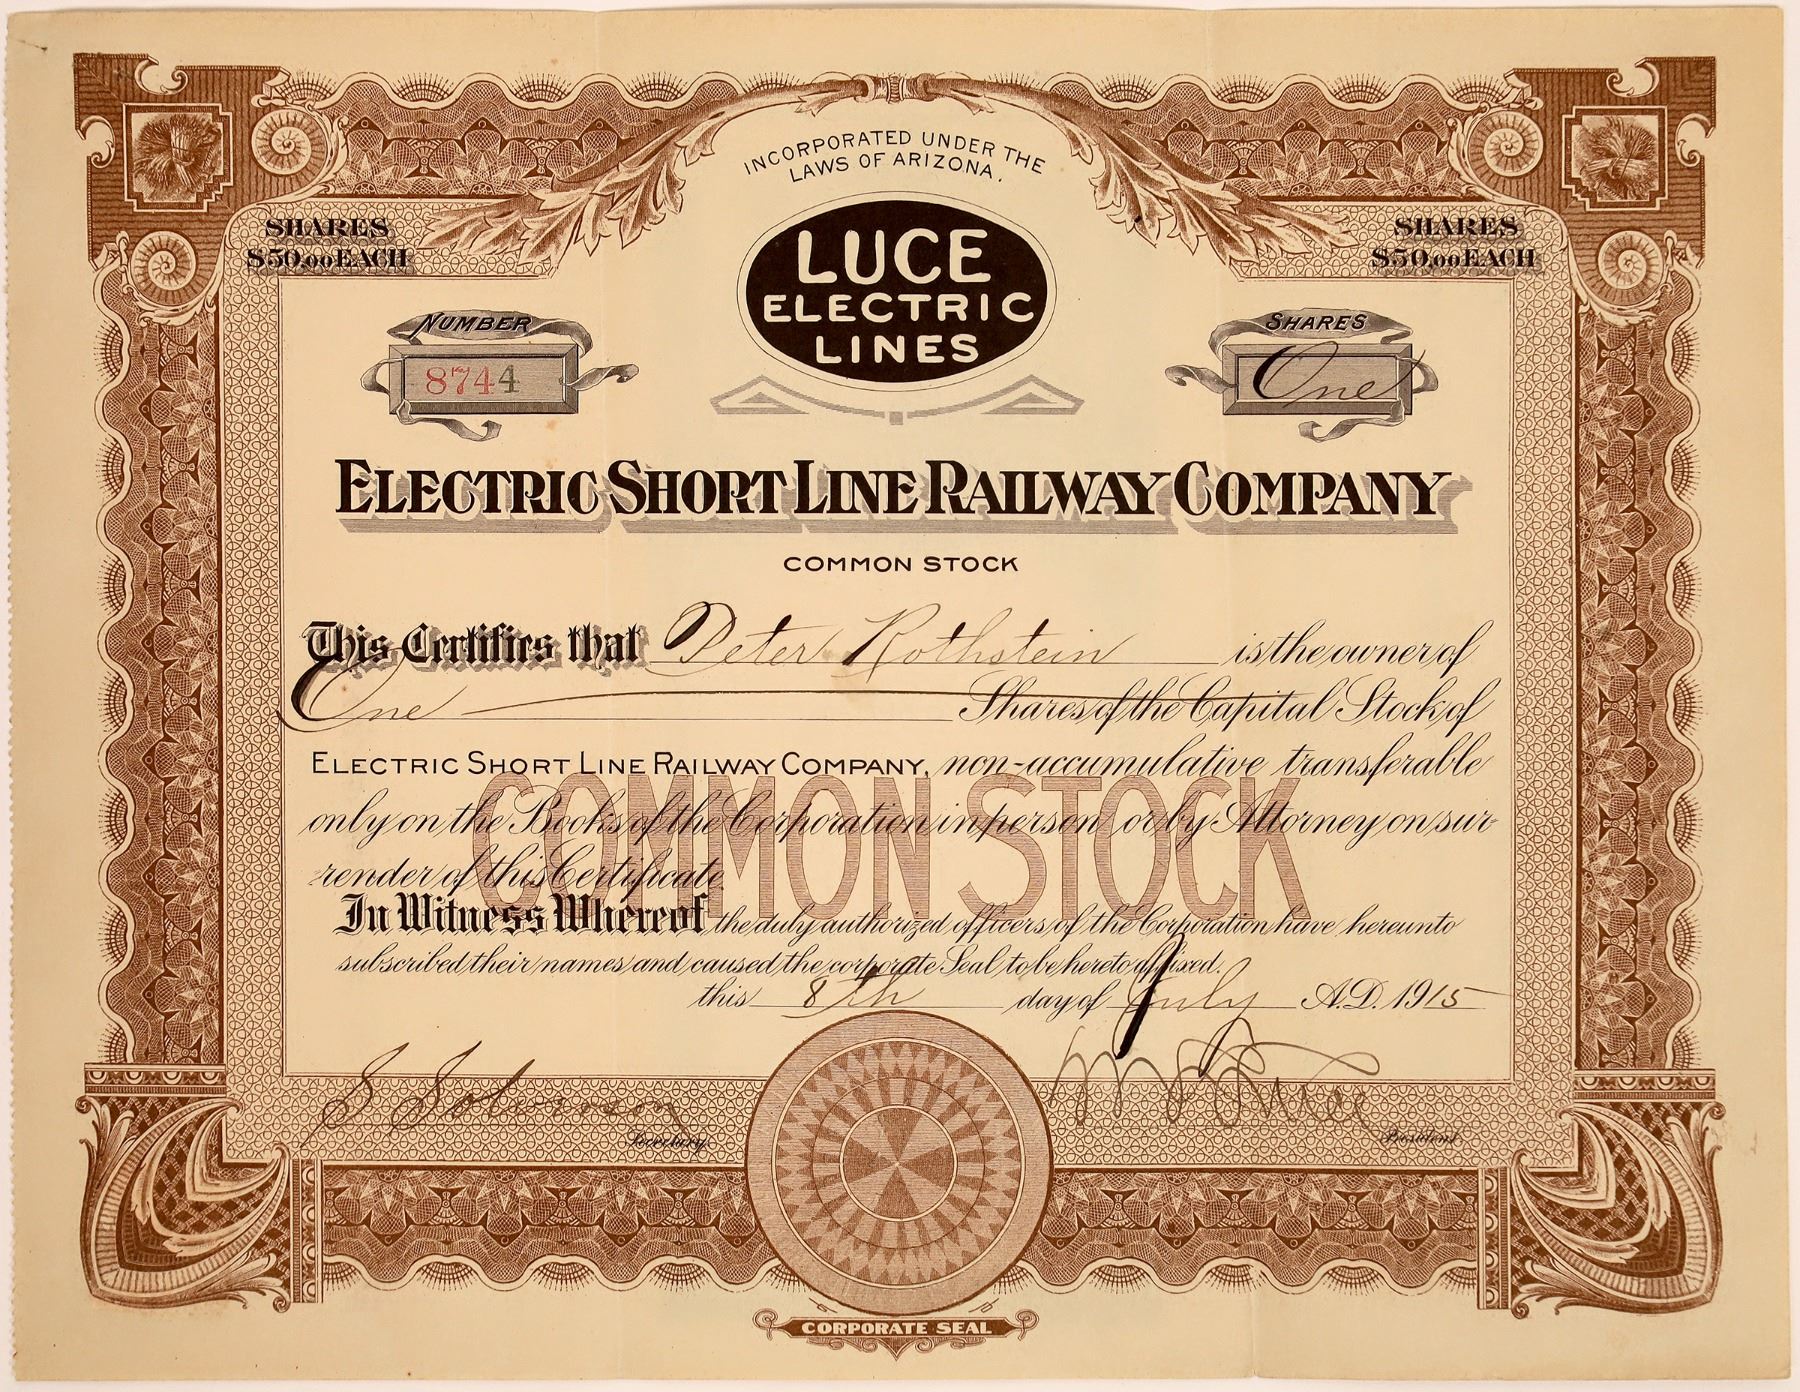 INCORPORATED UNDER THE
LAWS OF ARIZONA.
SHARES
$50.00 EACH
SHARES
$50.00 EACH
LUCE
ELECTRIC
LINES
NUMBER
8744
SHARES
One
ELECTRIC SHORT LINE RAILWAY COMPANY
COMMON STOCK
This Certifies that Peter Rothstein is the owner of
One Shares of the Capital Stock of
ELECTRIC SHORT LINE RAILWAY COMPANY, non-accumulative transferable
only on the Books of the Corporation in person or by Attorney on sur-
render of this Certificate.
COMMON STOCK
In Witness Whereof the duly authorized officers of the Corporation have hereunto
subscribed their names and caused the corporate Seal to be hereto affixed.
this 8th day of July A.D. 1915
Secretary.
President.
CORPORATE SEAL